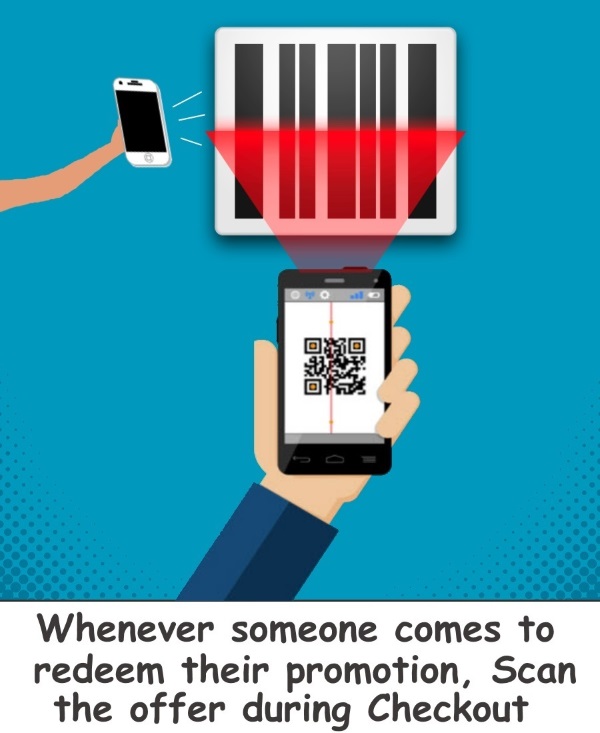 Whenever someone comes to
redeem their promotion, Scan
the offer during Checkout